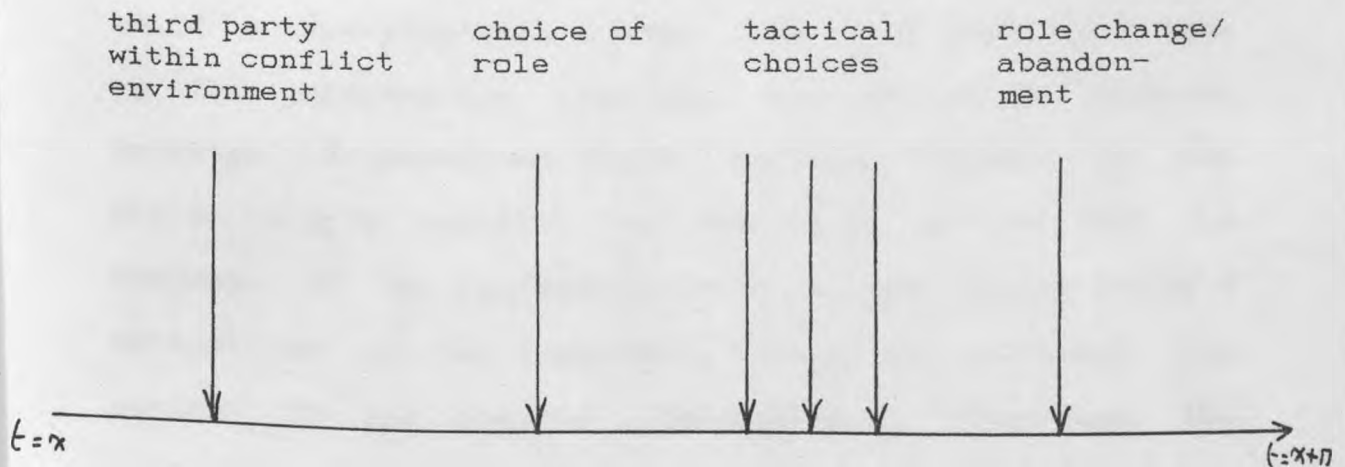 third party
within conflict
environment
choice of
role
tactical
choices
role change/
abandon-
ment
t=x
t=x+n